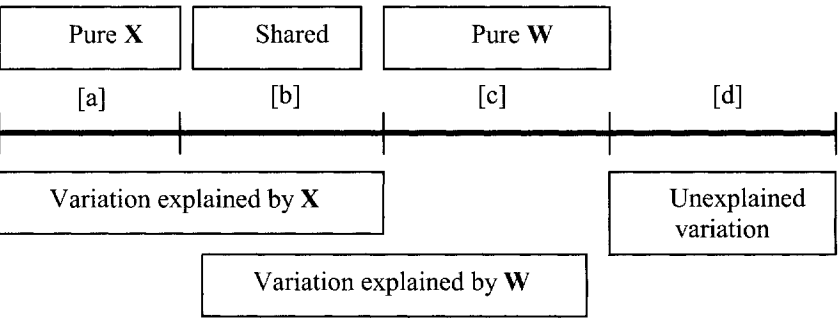 Pure X
Shared
Pure W
[a]
[b]
[c]
[d]
Variation explained by X
Unexplained
variation
Variation explained by W